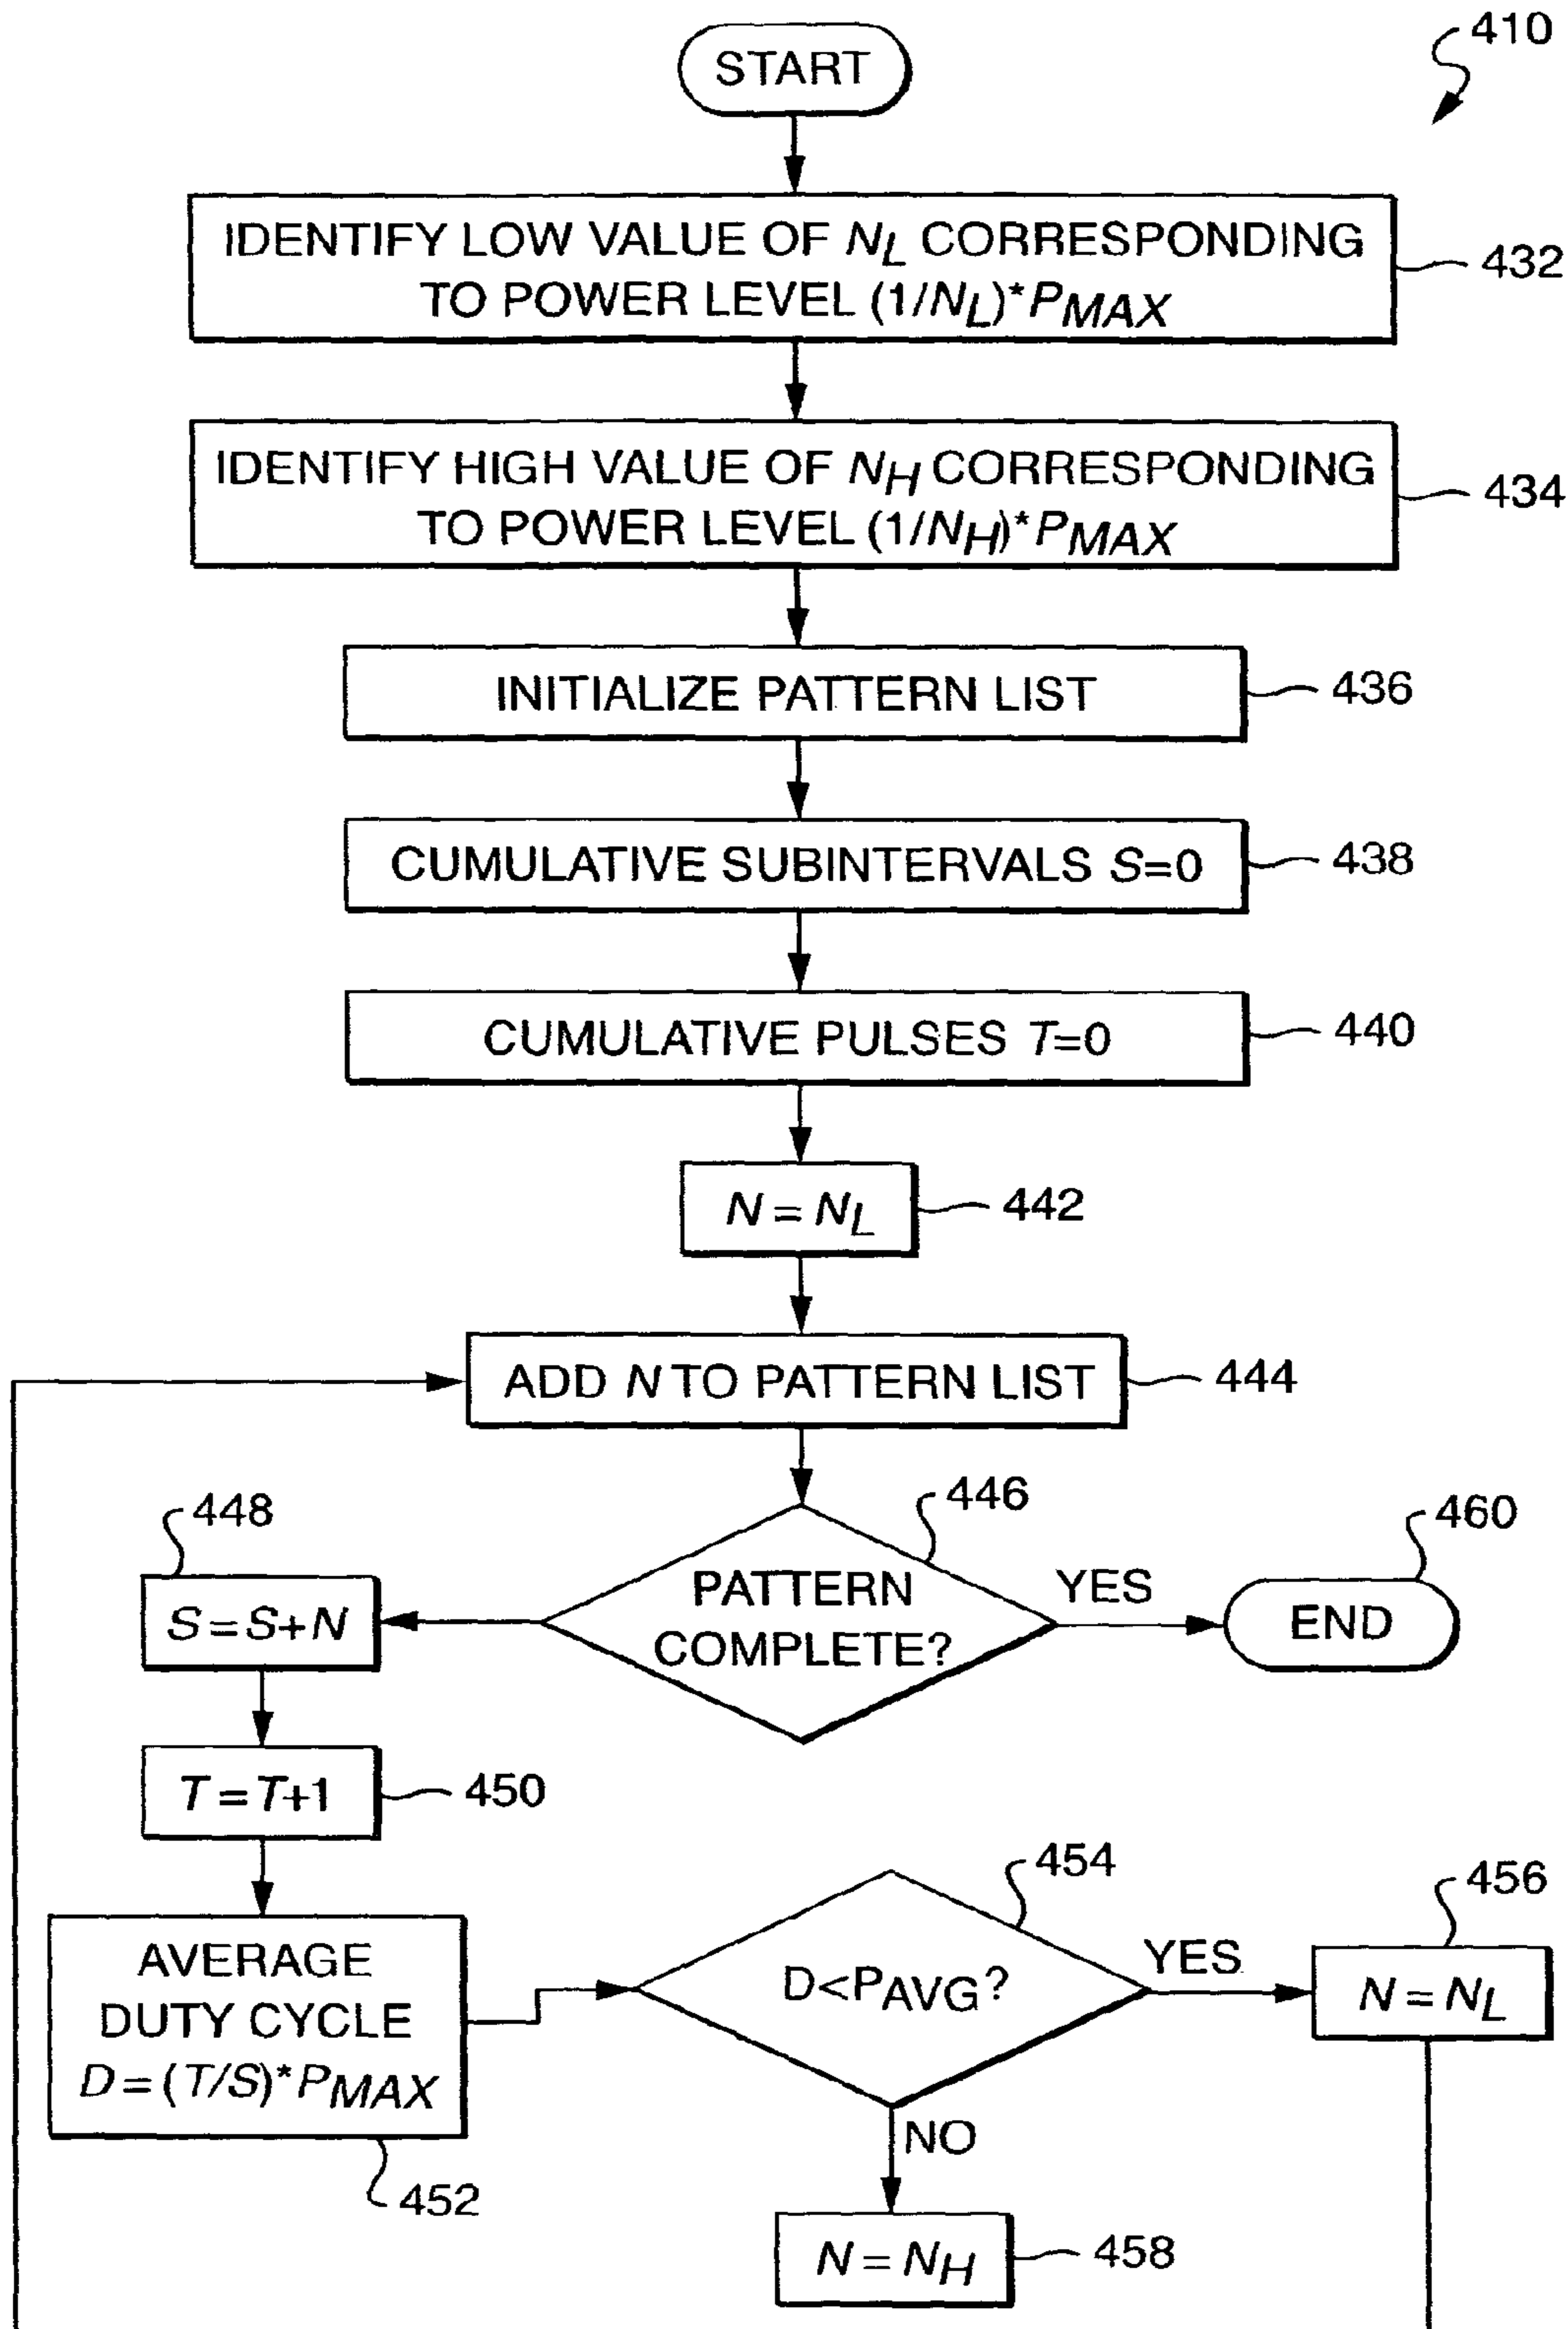 410
START
IDENTIFY LOW VALUE OF NL CORRESPONDING
TO POWER LEVEL (1/NL)*PMAX
432
IDENTIFY HIGH VALUE OF NH CORRESPONDING
TO POWER LEVEL (1/NH)*PMAX
434
INITIALIZE PATTERN LIST
436
CUMULATIVE SUBINTERVALS S=0
438
CUMULATIVE PULSES T=0
440
N = NL
442
ADD N TO PATTERN LIST
444
446
PATTERN
COMPLETE?
YES
460
END
448
S=S+N
T=T+1
450
AVERAGE
DUTY CYCLE
D=(T/S)*PMAX
452
454
D<PAVG?
YES
456
N = NL
NO
N = NH
458